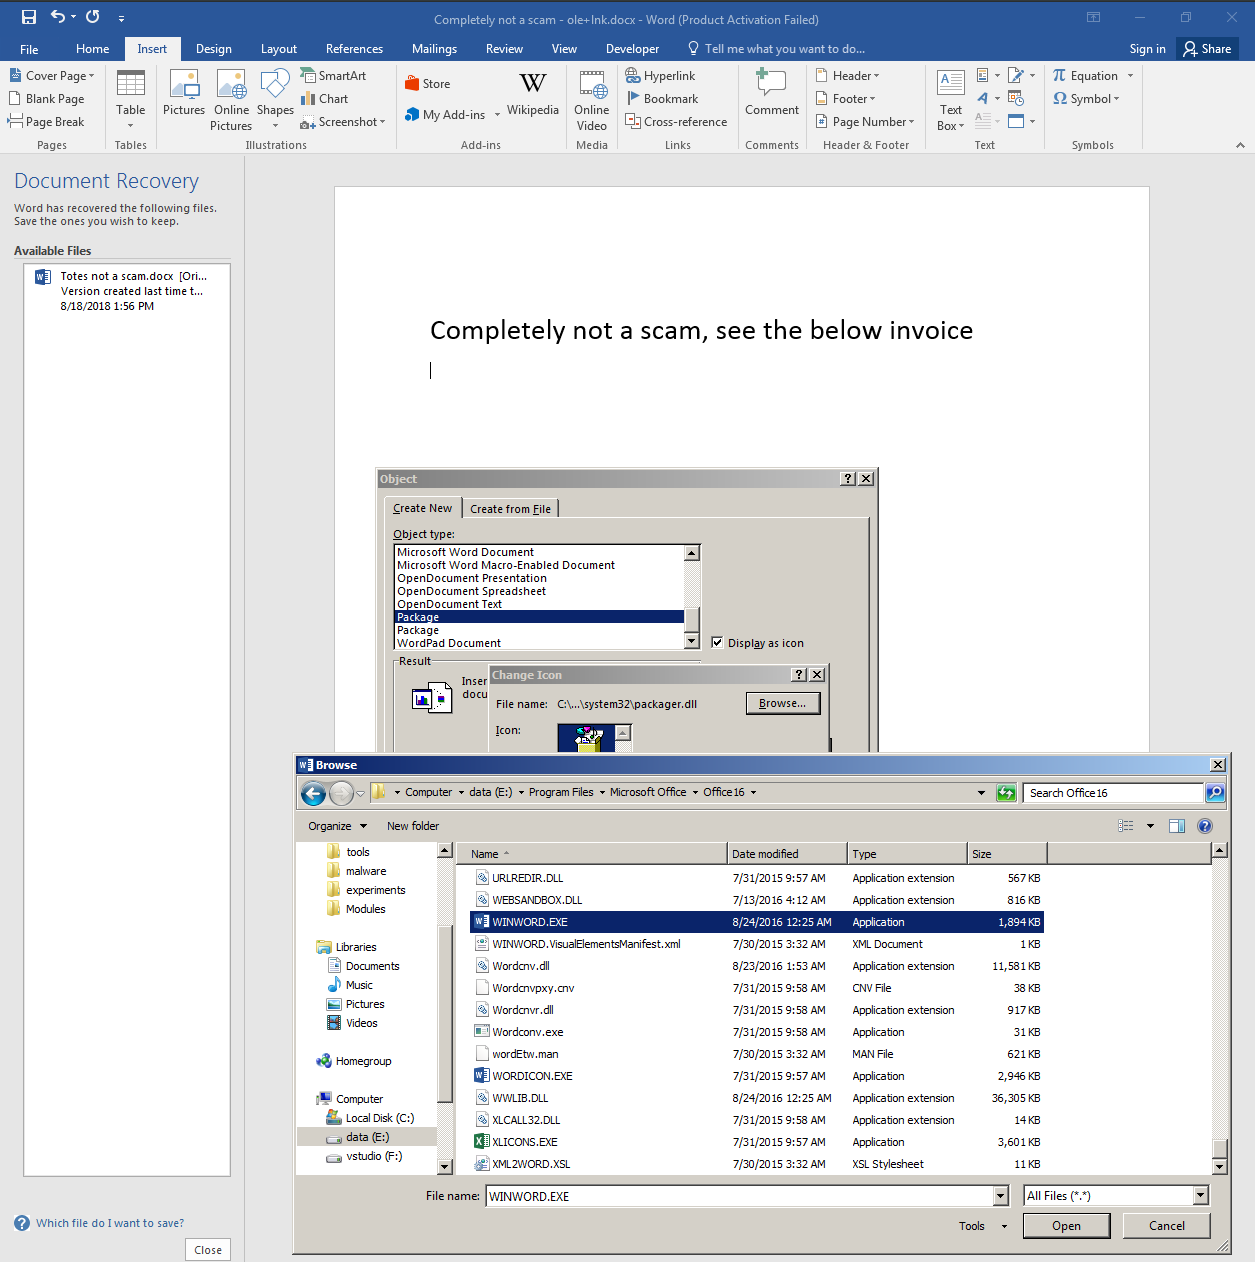 Completely not a scam - ole+lnk.docx - Word (Product Activation Failed)
File Home Insert Design Layout References Mailings Review View Developer Tell me what you want to do... Sign in Share
Cover Page
Blank Page
Page Break
Pages
Table
Tables
Pictures
Online Pictures
Shapes
SmartArt
Chart
Screenshot
Illustrations
Store
My Add-ins
W
Wikipedia
Add-ins
Online Video
Media
Hyperlink
Bookmark
Cross-reference
Links
Comment
Comments
Header
Footer
Page Number
Header & Footer
Text Box
Text
Equation
Symbol
Symbols
Document Recovery
Word has recovered the following files.
Save the ones you wish to keep.
Available Files
Totes not a scam.docx [Ori...
Version created last time t...
8/18/2018 1:56 PM
Which file do I want to save?
Close
Completely not a scam, see the below invoice
Object
Create New Create from File
Object type:
Microsoft Word Document
Microsoft Word Macro-Enabled Document
OpenDocument Presentation
OpenDocument Spreadsheet
OpenDocument Text
Package
Package
WordPad Document
Display as icon
Result
Inser
docu
Change Icon
File name: C:\...\system32\packager.dll Browse...
Icon:
Browse
Computer data (E:) Program Files Microsoft Office Office16 Search Office16
Organize New folder
tools
malware
experiments
Modules
Libraries
Documents
Music
Pictures
Videos
Homegroup
Computer
Local Disk (C:)
data (E:)
vstudio (F:)
Name Date modified Type Size
URLREDIR.DLL 7/31/2015 9:57 AM Application extension 567 KB
WEBSANDBOX.DLL 7/13/2016 4:12 AM Application extension 816 KB
WINWORD.EXE 8/24/2016 12:25 AM Application 1,894 KB
WINWORD.VisualElementsManifest.xml 7/30/2015 3:32 AM XML Document 1 KB
Wordcnv.dll 8/23/2016 1:53 AM Application extension 11,581 KB
Wordcnvpxy.cnv 7/31/2015 9:58 AM CNV File 38 KB
Wordcnvr.dll 7/31/2015 9:58 AM Application extension 917 KB
Wordconv.exe 7/31/2015 9:58 AM Application 31 KB
wordEtw.man 7/30/2015 3:32 AM MAN File 621 KB
WORDICON.EXE 7/31/2015 9:57 AM Application 2,946 KB
WWLIB.DLL 8/24/2016 12:25 AM Application extension 36,305 KB
XLCALL32.DLL 7/31/2015 9:58 AM Application extension 14 KB
XLICONS.EXE 7/31/2015 9:57 AM Application 3,601 KB
XML2WORD.XSL 7/30/2015 3:32 AM XSL Stylesheet 11 KB
File name: WINWORD.EXE All Files (*.*)
Tools Open Cancel